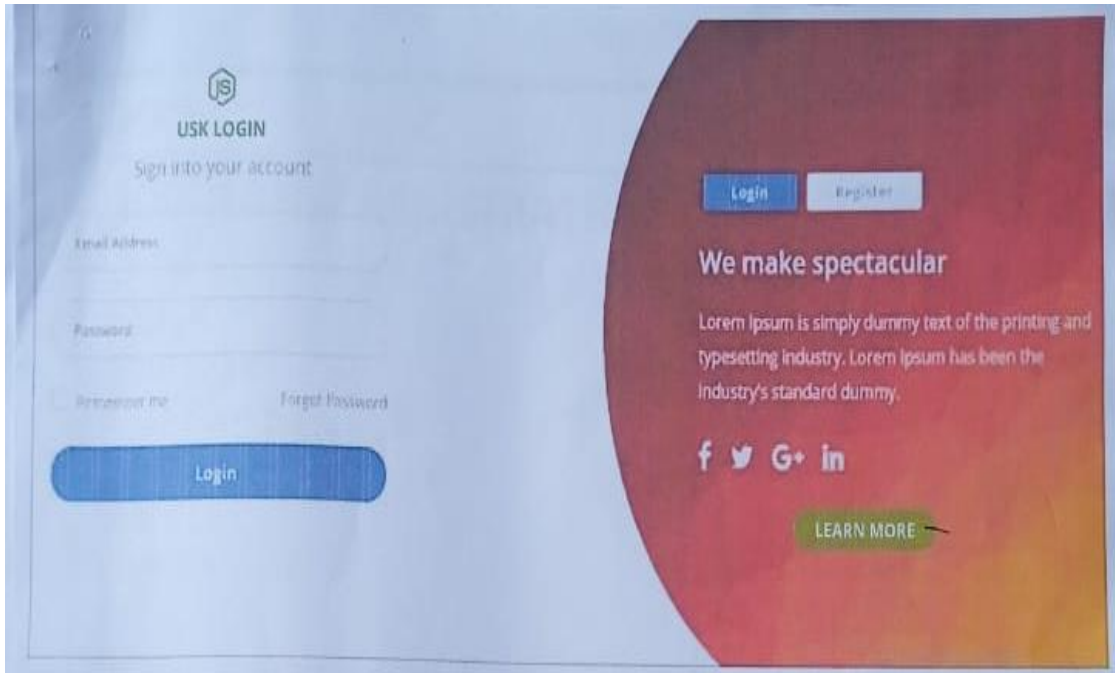 JS
USK LOGIN
Sign into your account
Email Address
Password
Remember me
Forgot Password
Login
Login
Register
We make spectacular
Lorem Ipsum is simply dummy text of the printing and
typesetting industry. Lorem Ipsum has been the
industry's standard dummy.
f G+ in
LEARN MORE